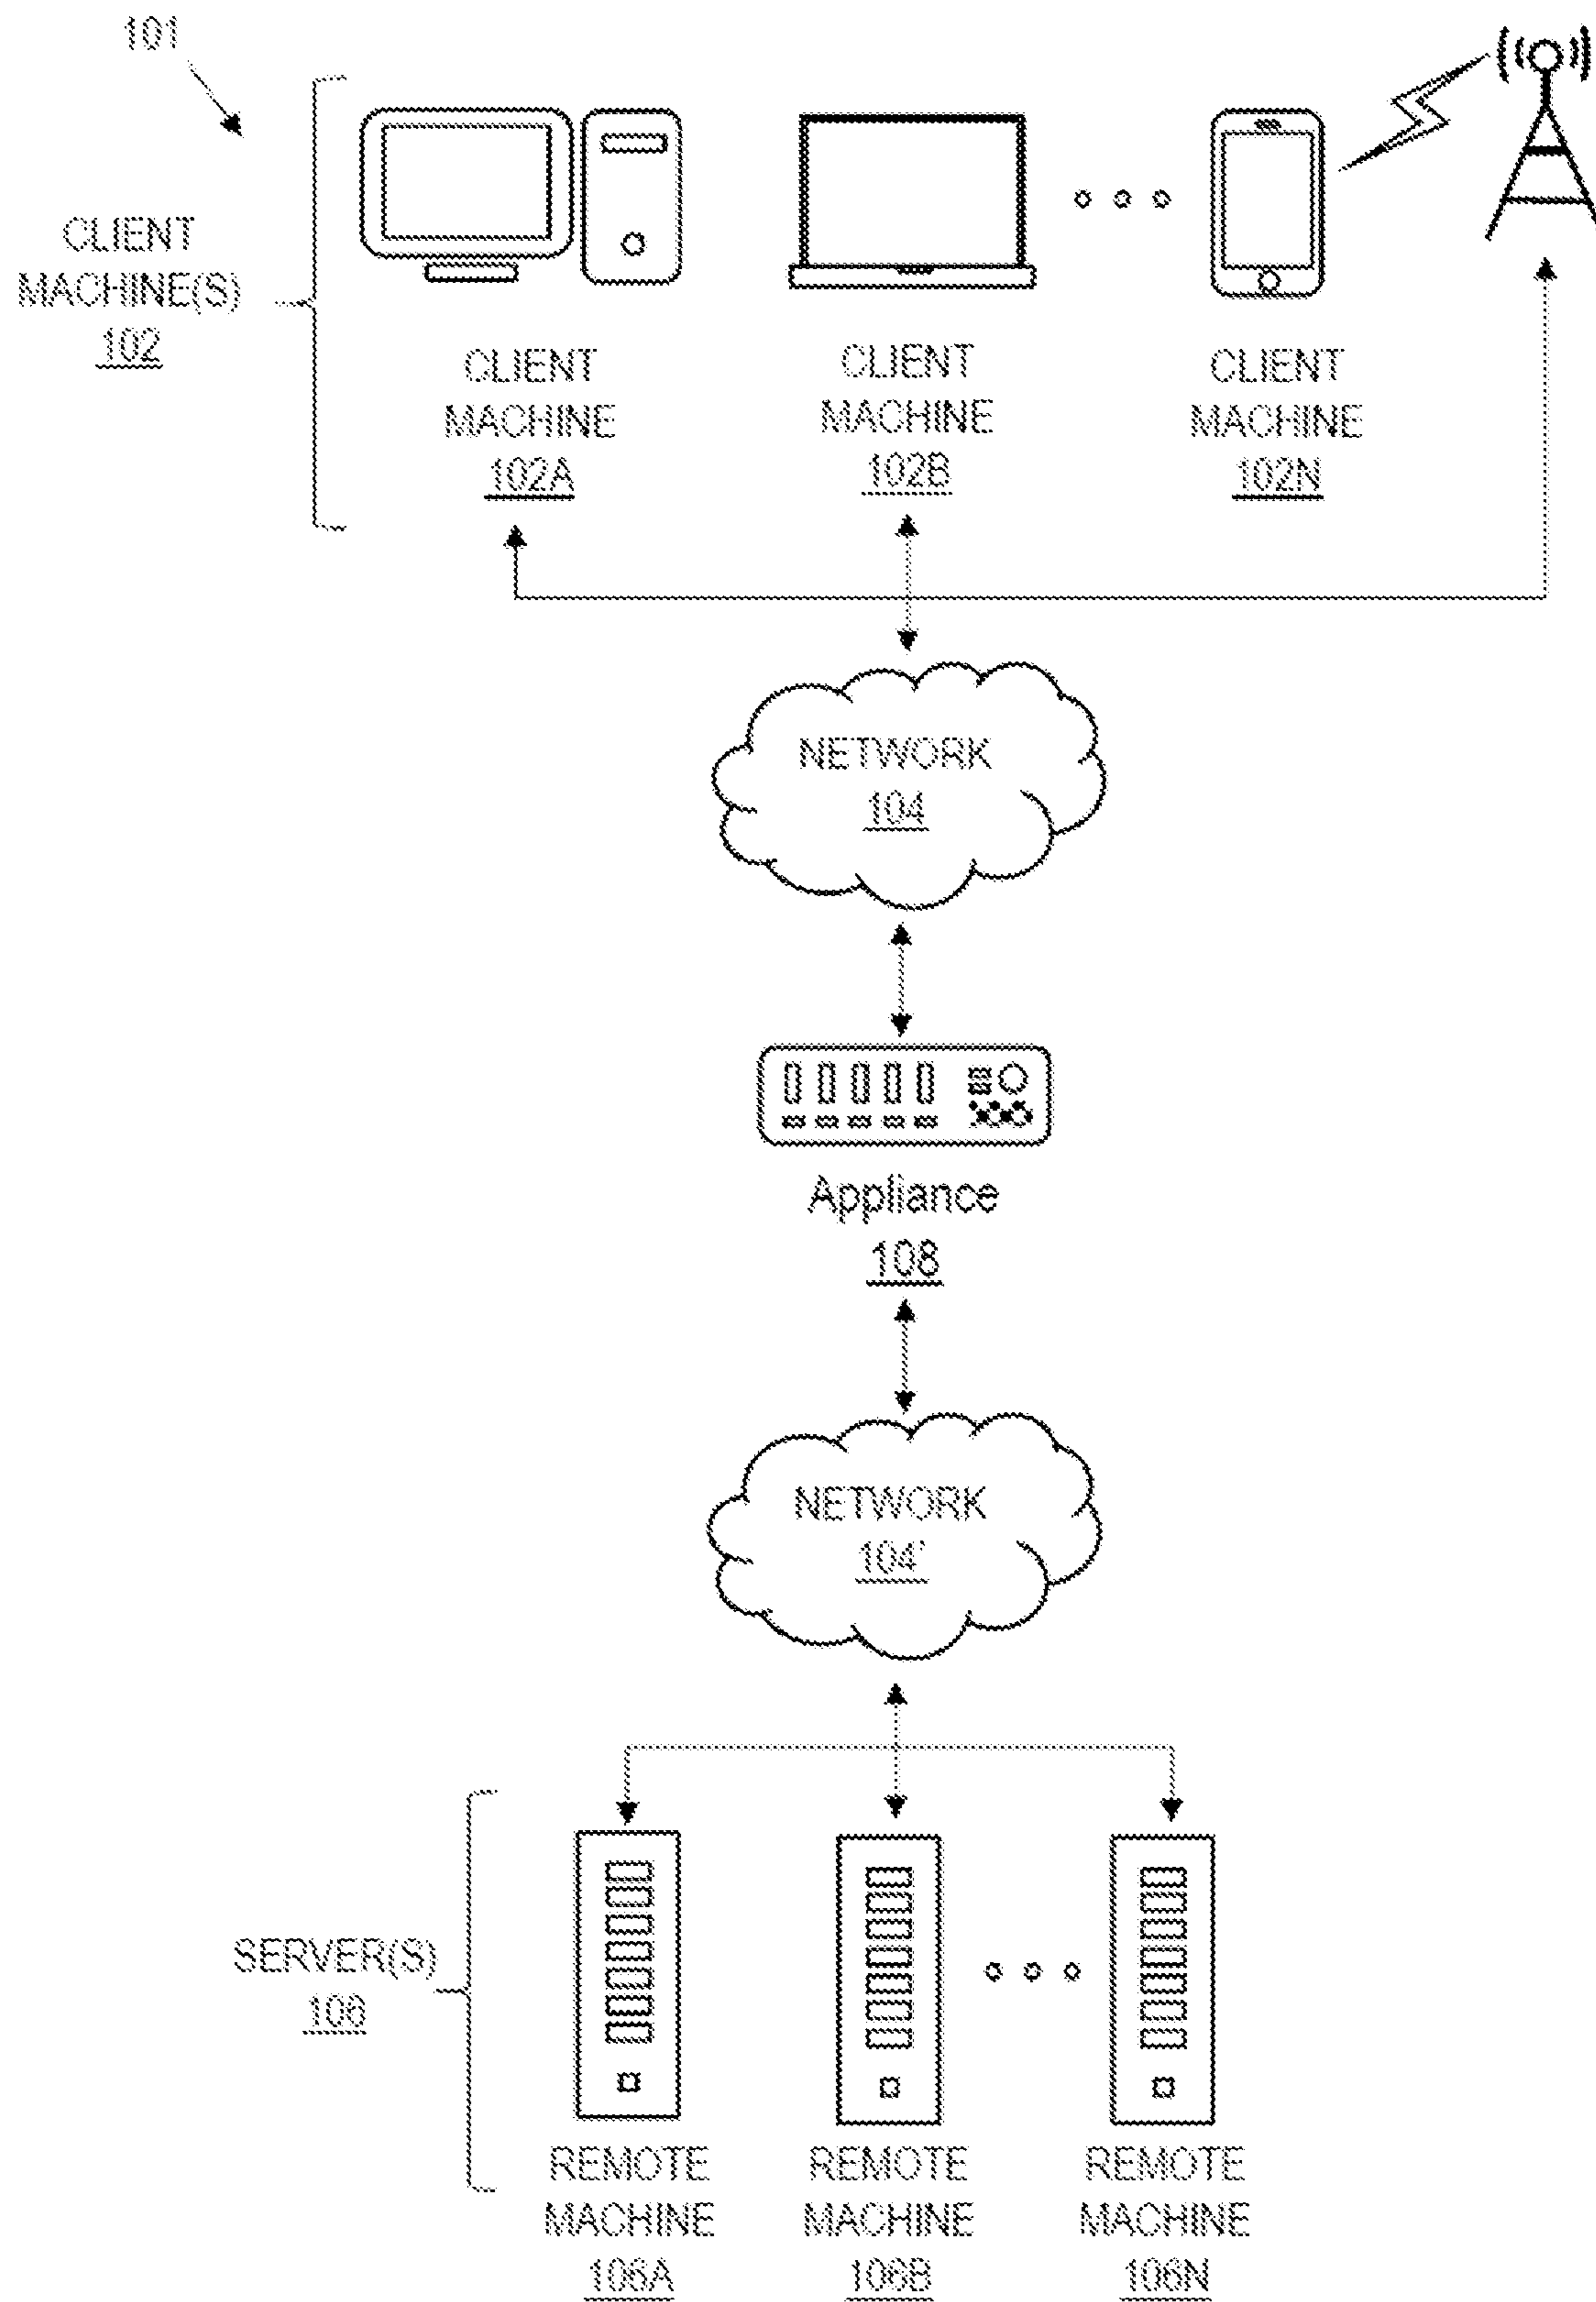 101
CLIENT
MACHINE(S)
102
CLIENT
MACHINE
102A
CLIENT
MACHINE
102B
CLIENT
MACHINE
102N
NETWORK
104
Appliance
108
NETWORK
104'
SERVER(S)
106
REMOTE
MACHINE
106A
REMOTE
MACHINE
106B
REMOTE
MACHINE
106N